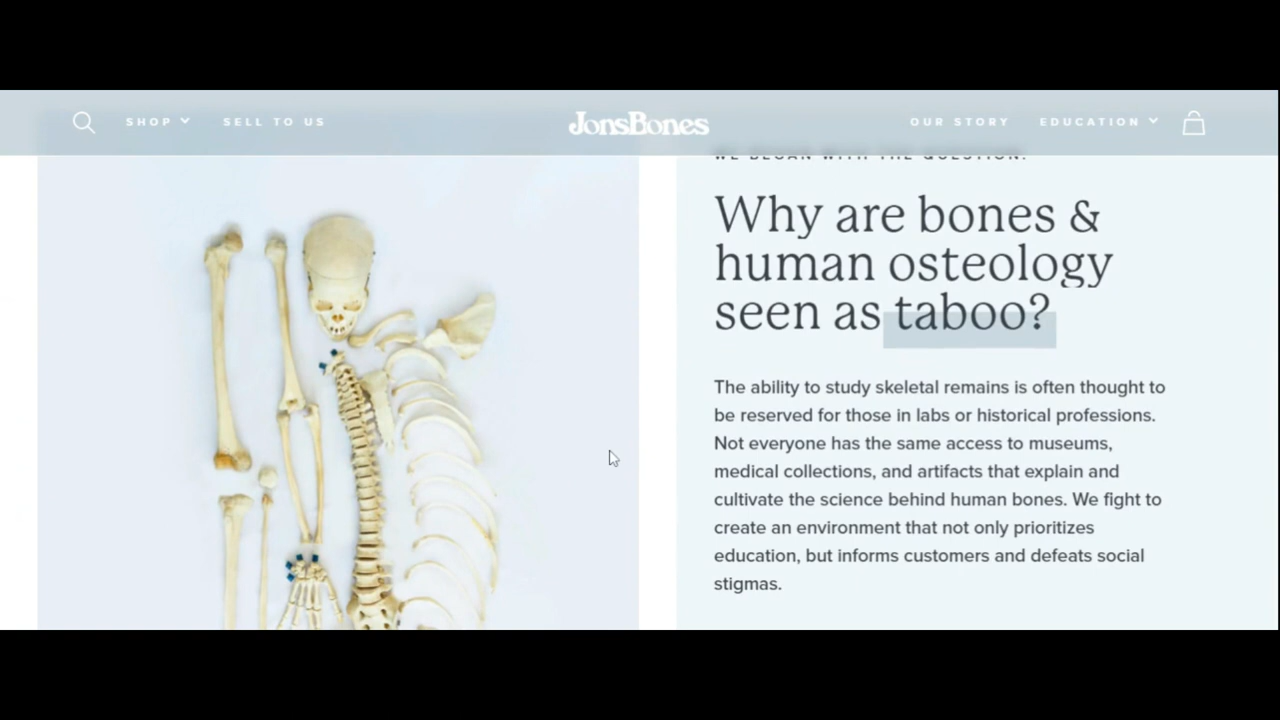 SHOP
SELL TO US
JonsBones
OUR STORY
EDUCATION
WE BEGAN WITH THE QUESTION:
Why are bones &
human osteology
seen as taboo?
The ability to study skeletal remains is often thought to
be reserved for those in labs or historical professions.
Not everyone has the same access to museums,
medical collections, and artifacts that explain and
cultivate the science behind human bones. We fight to
create an environment that not only prioritizes
education, but informs customers and defeats social
stigmas.